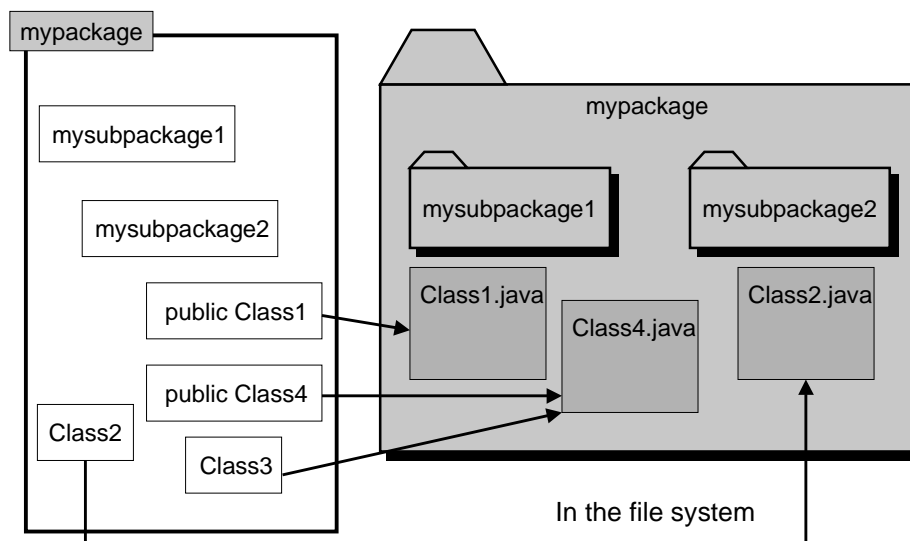 mypackage
mysubpackage1
mysubpackage2
public Class1
public Class4
Class2
Class3
mypackage
mysubpackage1
mysubpackage2
Class1.java
Class2.java
Class4.java
In the file system